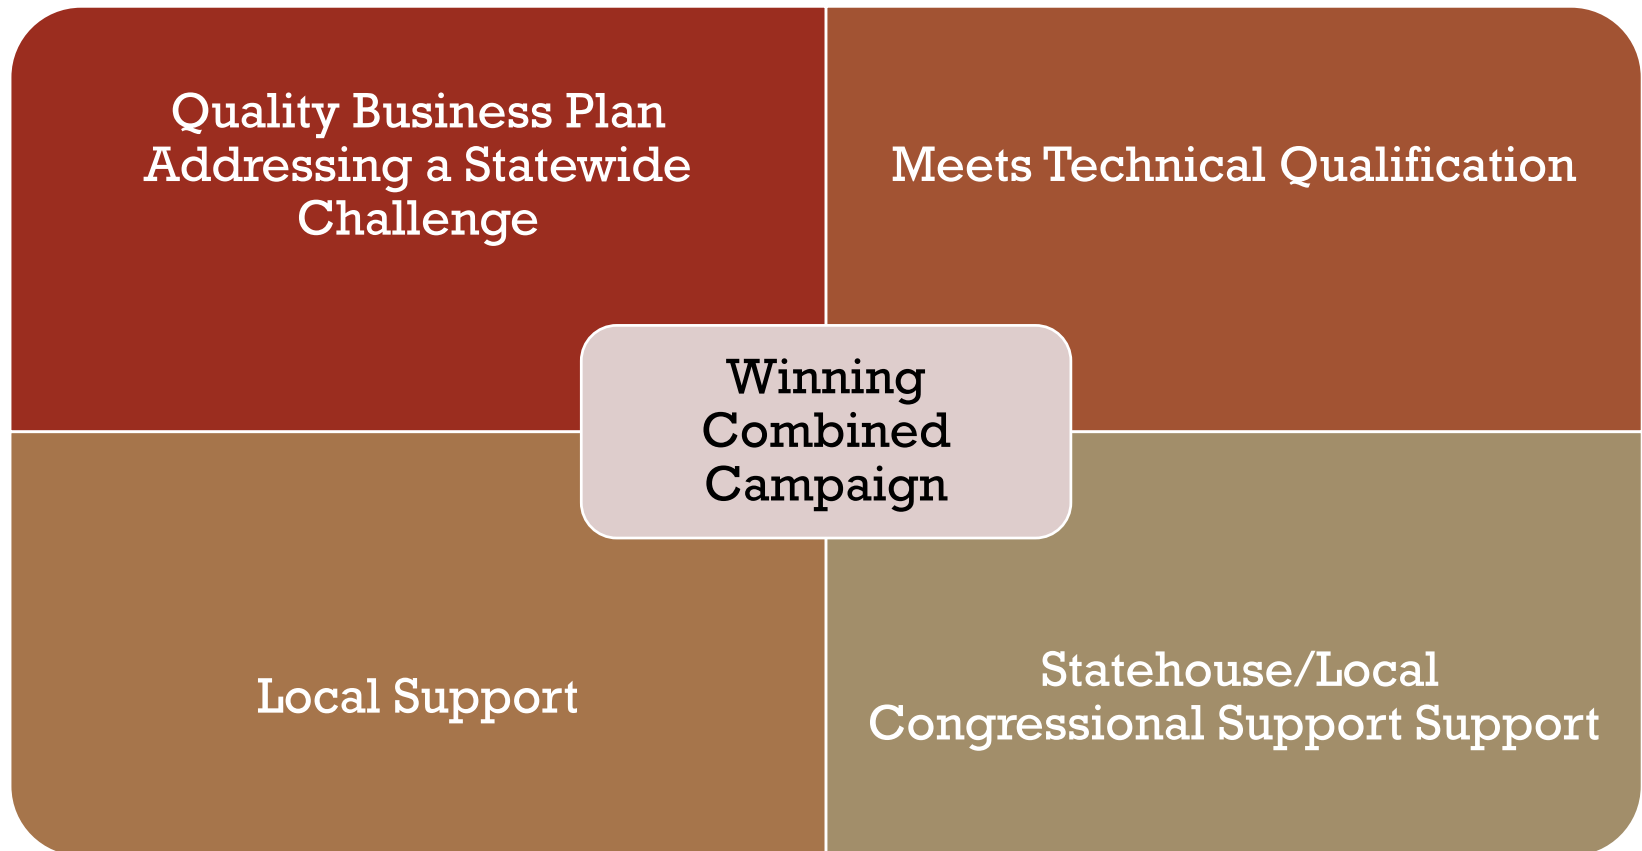 Quality Business Plan
Addressing a Statewide
Challenge
Meets Technical Qualification
Winning
Combined
Campaign
Local Support
Statehouse/Local
Congressional Support Support